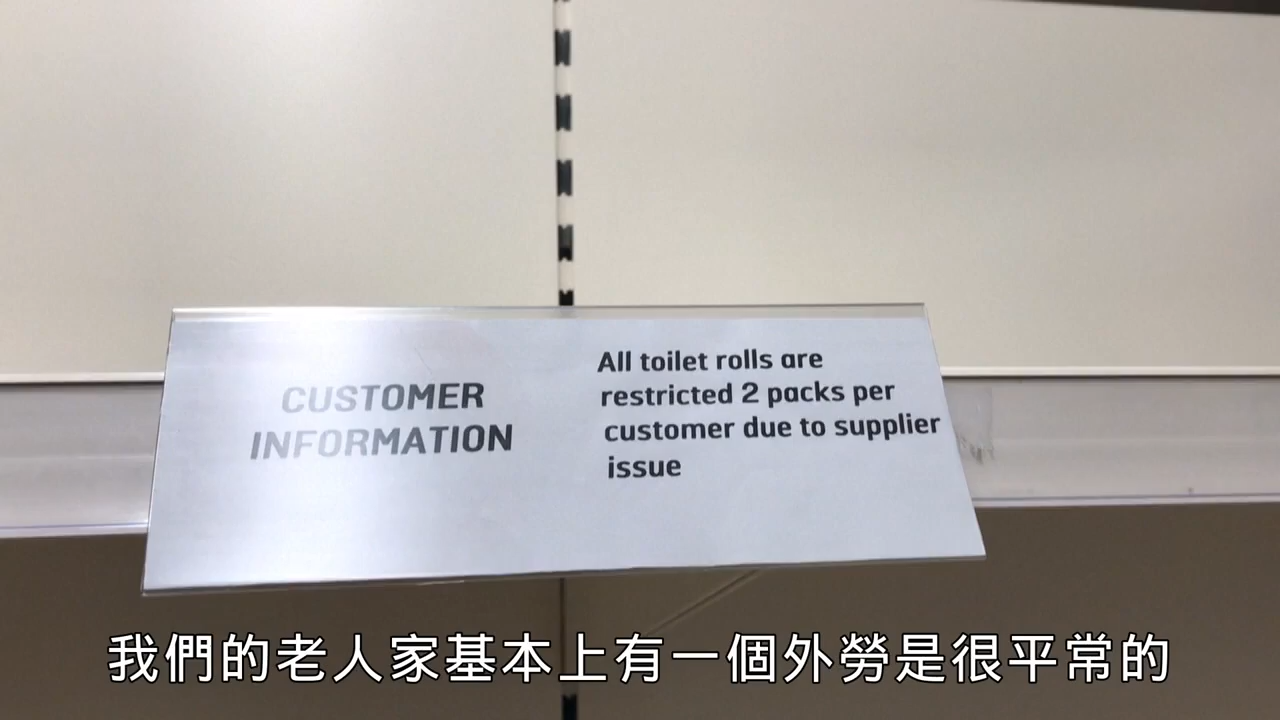 CUSTOMER
INFORMATION
All toilet rolls are
restricted 2 packs per
customer due to supplier
issue
我們的老人家基本上有一個外勞是很平常的